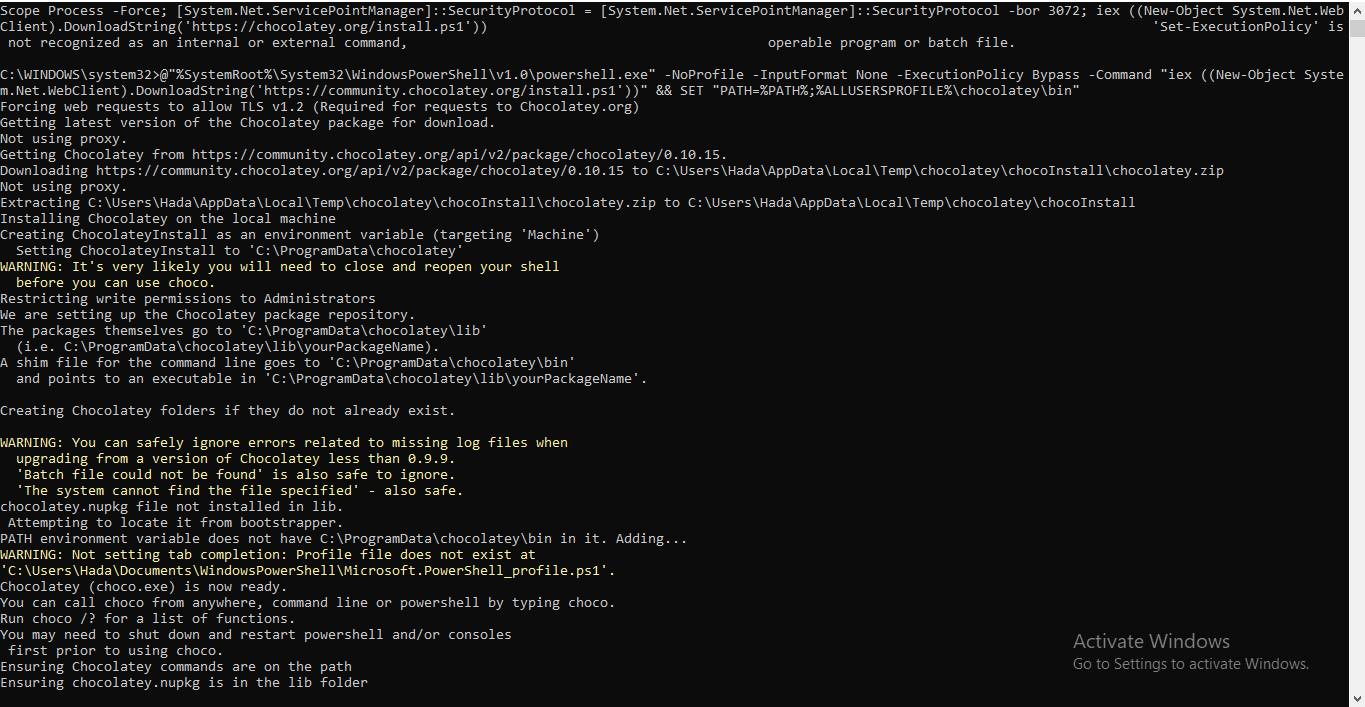 Scope Process -Force; [System.Net.ServicePointManager]::SecurityProtocol = [System.Net.ServicePointManager]::SecurityProtocol -bor 3072; iex ((New-Object System.Net.Web
Client).DownloadString('https://chocolatey.org/install.ps1')) 'Set-ExecutionPolicy' is
not recognized as an internal or external command, operable program or batch file.
C:\WINDOWS\system32>@"%SystemRoot%\System32\WindowsPowerShell\v1.0\powershell.exe" -NoProfile -InputFormat None -ExecutionPolicy Bypass -Command "iex ((New-Object Syste
m.Net.WebClient).DownloadString('https://community.chocolatey.org/install.ps1'))" && SET "PATH=%PATH%;%ALLUSERSPROFILE%\chocolatey\bin"
Forcing web requests to allow TLS v1.2 (Required for requests to Chocolatey.org)
Getting latest version of the Chocolatey package for download.
Not using proxy.
Getting Chocolatey from https://community.chocolatey.org/api/v2/package/chocolatey/0.10.15.
Downloading https://community.chocolatey.org/api/v2/package/chocolatey/0.10.15 to C:\Users\Hada\AppData\Local\Temp\chocolatey\chocoInstall\chocolatey.zip
Not using proxy.
Extracting C:\Users\Hada\AppData\Local\Temp\chocolatey\chocoInstall\chocolatey.zip to C:\Users\Hada\AppData\Local\Temp\chocolatey\chocoInstall
Installing Chocolatey on the local machine
Creating ChocolateyInstall as an environment variable (targeting 'Machine')
Setting ChocolateyInstall to 'C:\ProgramData\chocolatey'
WARNING: It's very likely you will need to close and reopen your shell
before you can use choco.
Restricting write permissions to Administrators
We are setting up the Chocolatey package repository.
The packages themselves go to 'C:\ProgramData\chocolatey\lib'
(i.e. C:\ProgramData\chocolatey\lib\yourPackageName).
A shim file for the command line goes to 'C:\ProgramData\chocolatey\bin'
and points to an executable in 'C:\ProgramData\chocolatey\lib\yourPackageName'.
Creating Chocolatey folders if they do not already exist.
WARNING: You can safely ignore errors related to missing log files when
upgrading from a version of Chocolatey less than 0.9.9.
'Batch file could not be found' is also safe to ignore.
'The system cannot find the file specified' - also safe.
chocolatey.nupkg file not installed in lib.
Attempting to locate it from bootstrapper.
PATH environment variable does not have C:\ProgramData\chocolatey\bin in it. Adding...
WARNING: Not setting tab completion: Profile file does not exist at
'C:\Users\Hada\Documents\WindowsPowerShell\Microsoft.PowerShell_profile.ps1'.
Chocolatey (choco.exe) is now ready.
You can call choco from anywhere, command line or powershell by typing choco.
Run choco /? for a list of functions.
You may need to shut down and restart powershell and/or consoles
first prior to using choco.
Ensuring Chocolatey commands are on the path
Ensuring chocolatey.nupkg is in the lib folder
Activate Windows
Go to Settings to activate Windows.